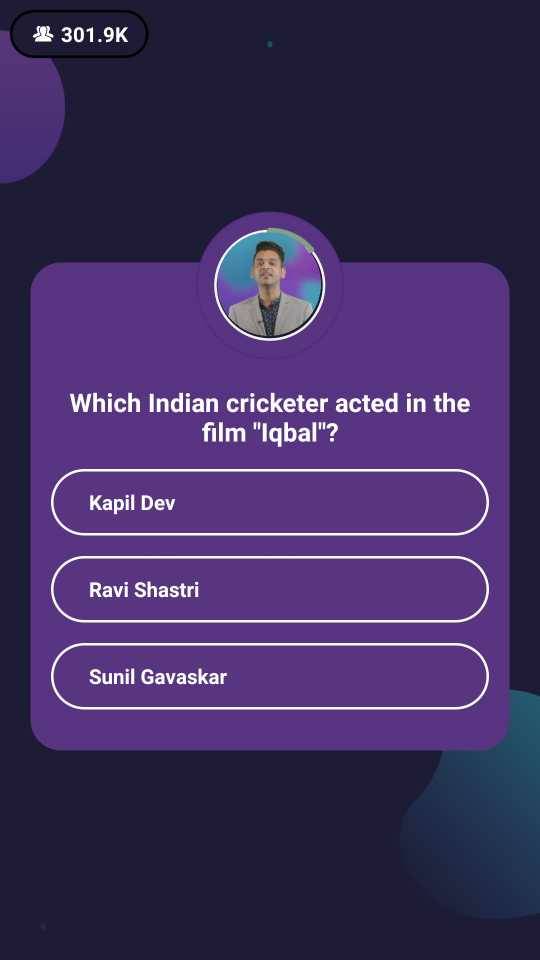 301.9K
Which Indian cricketer acted in the
film "Iqbal"?
Kapil Dev
Ravi Shastri
Sunil Gavaskar